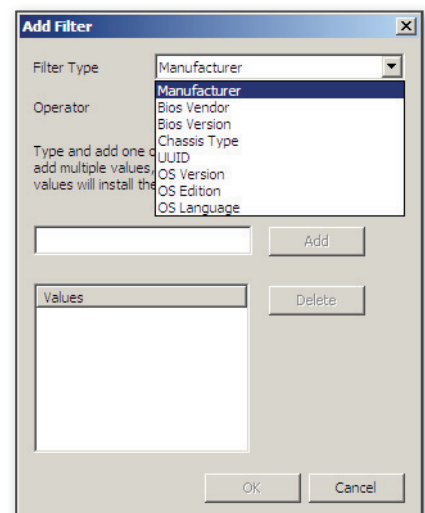 Add Filter
Filter Type
Manufacturer
Manufacturer
Bios Vendor
Bios Version
Chassis Type
UUID
OS Version
OS Edition
OS Language
Operator
Type and add one
add multiple values,
values will install the
Add
Values
Delete
OK
Cancel